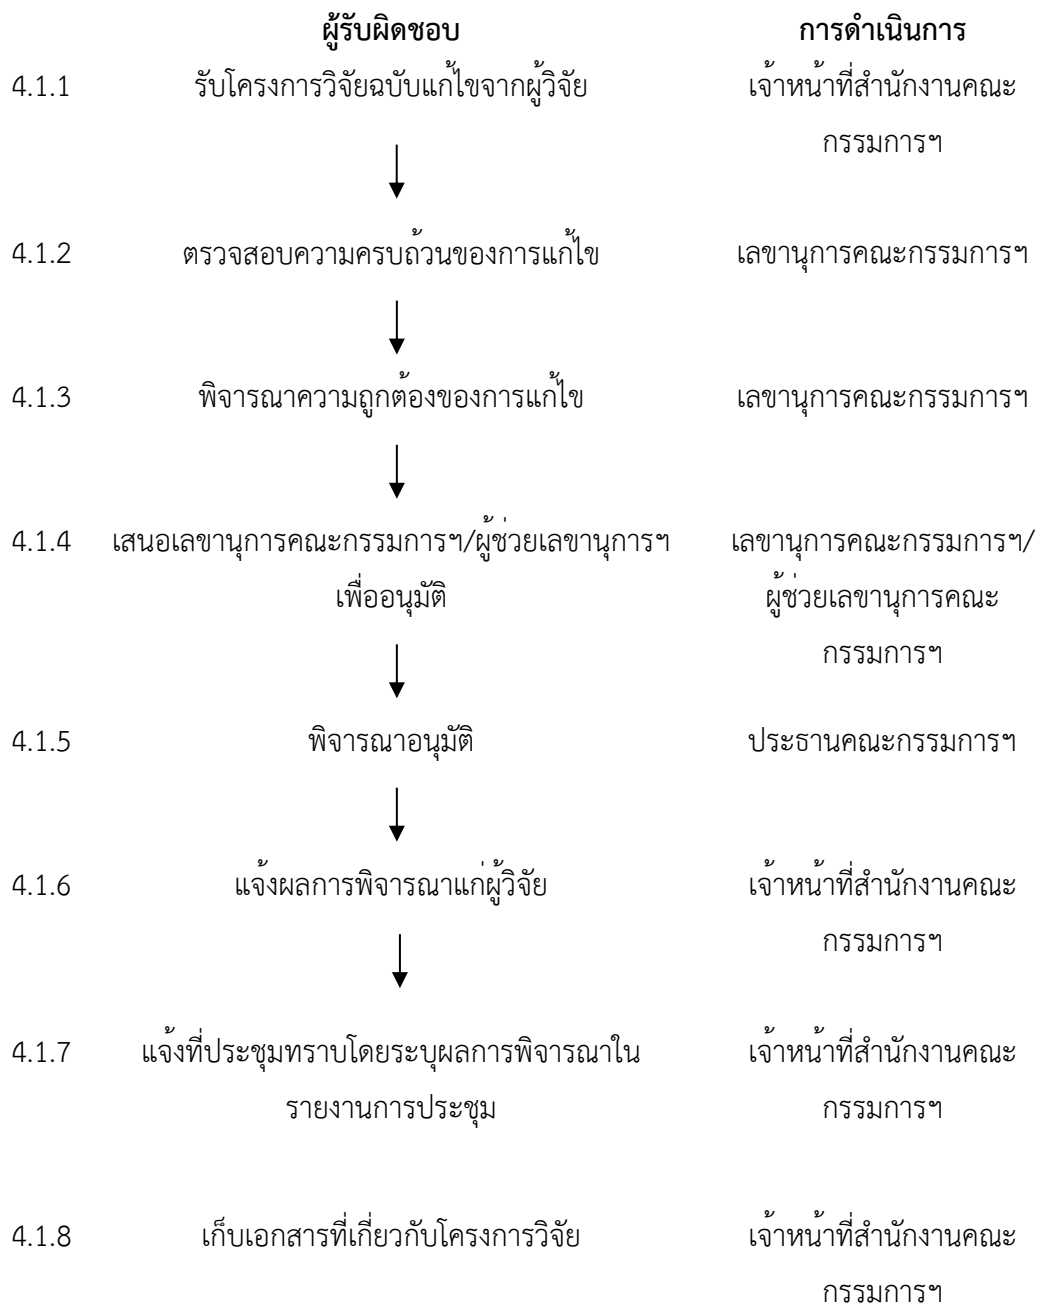 ผู้รับผิดชอบ การดำเนินการ
4.1.1 รับโครงการวิจัยฉบับแก้ไขจากผู้วิจัย เจ้าหน้าที่สำนักงานคณะ
กรรมการฯ
4.1.2 ตรวจสอบความครบถ้วนของการแก้ไข เลขานุการคณะกรรมการฯ
4.1.3 พิจารณาความถูกต้องของการแก้ไข เลขานุการคณะกรรมการฯ
4.1.4 เสนอเลขานุการคณะกรรมการฯ/ผู้ช่วยเลขานุการฯ เลขานุการคณะกรรมการฯ/
เพื่ออนุมัติ ผู้ช่วยเลขานุการคณะ
กรรมการฯ
4.1.5 พิจารณาอนุมัติ ประธานคณะกรรมการฯ
4.1.6 แจ้งผลการพิจารณาแก่ผู้วิจัย เจ้าหน้าที่สำนักงานคณะ
กรรมการฯ
4.1.7 แจ้งที่ประชุมทราบโดยระบุผลการพิจารณาใน เจ้าหน้าที่สำนักงานคณะ
รายงานการประชุม กรรมการฯ
4.1.8 เก็บเอกสารที่เกี่ยวกับโครงการวิจัย เจ้าหน้าที่สำนักงานคณะ
กรรมการฯ